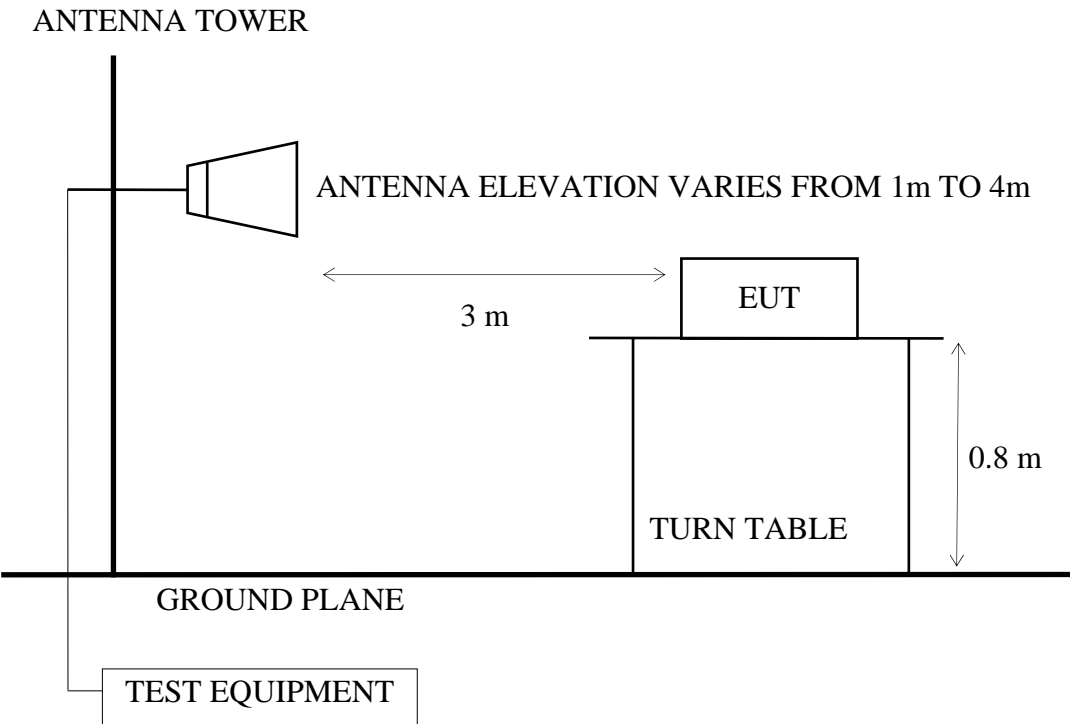 ANTENNA TOWER
ANTENNA ELEVATION VARIES FROM 1m TO 4m
EUT
3 m
0.8 m
TURN TABLE
GROUND PLANE
TEST EQUIPMENT